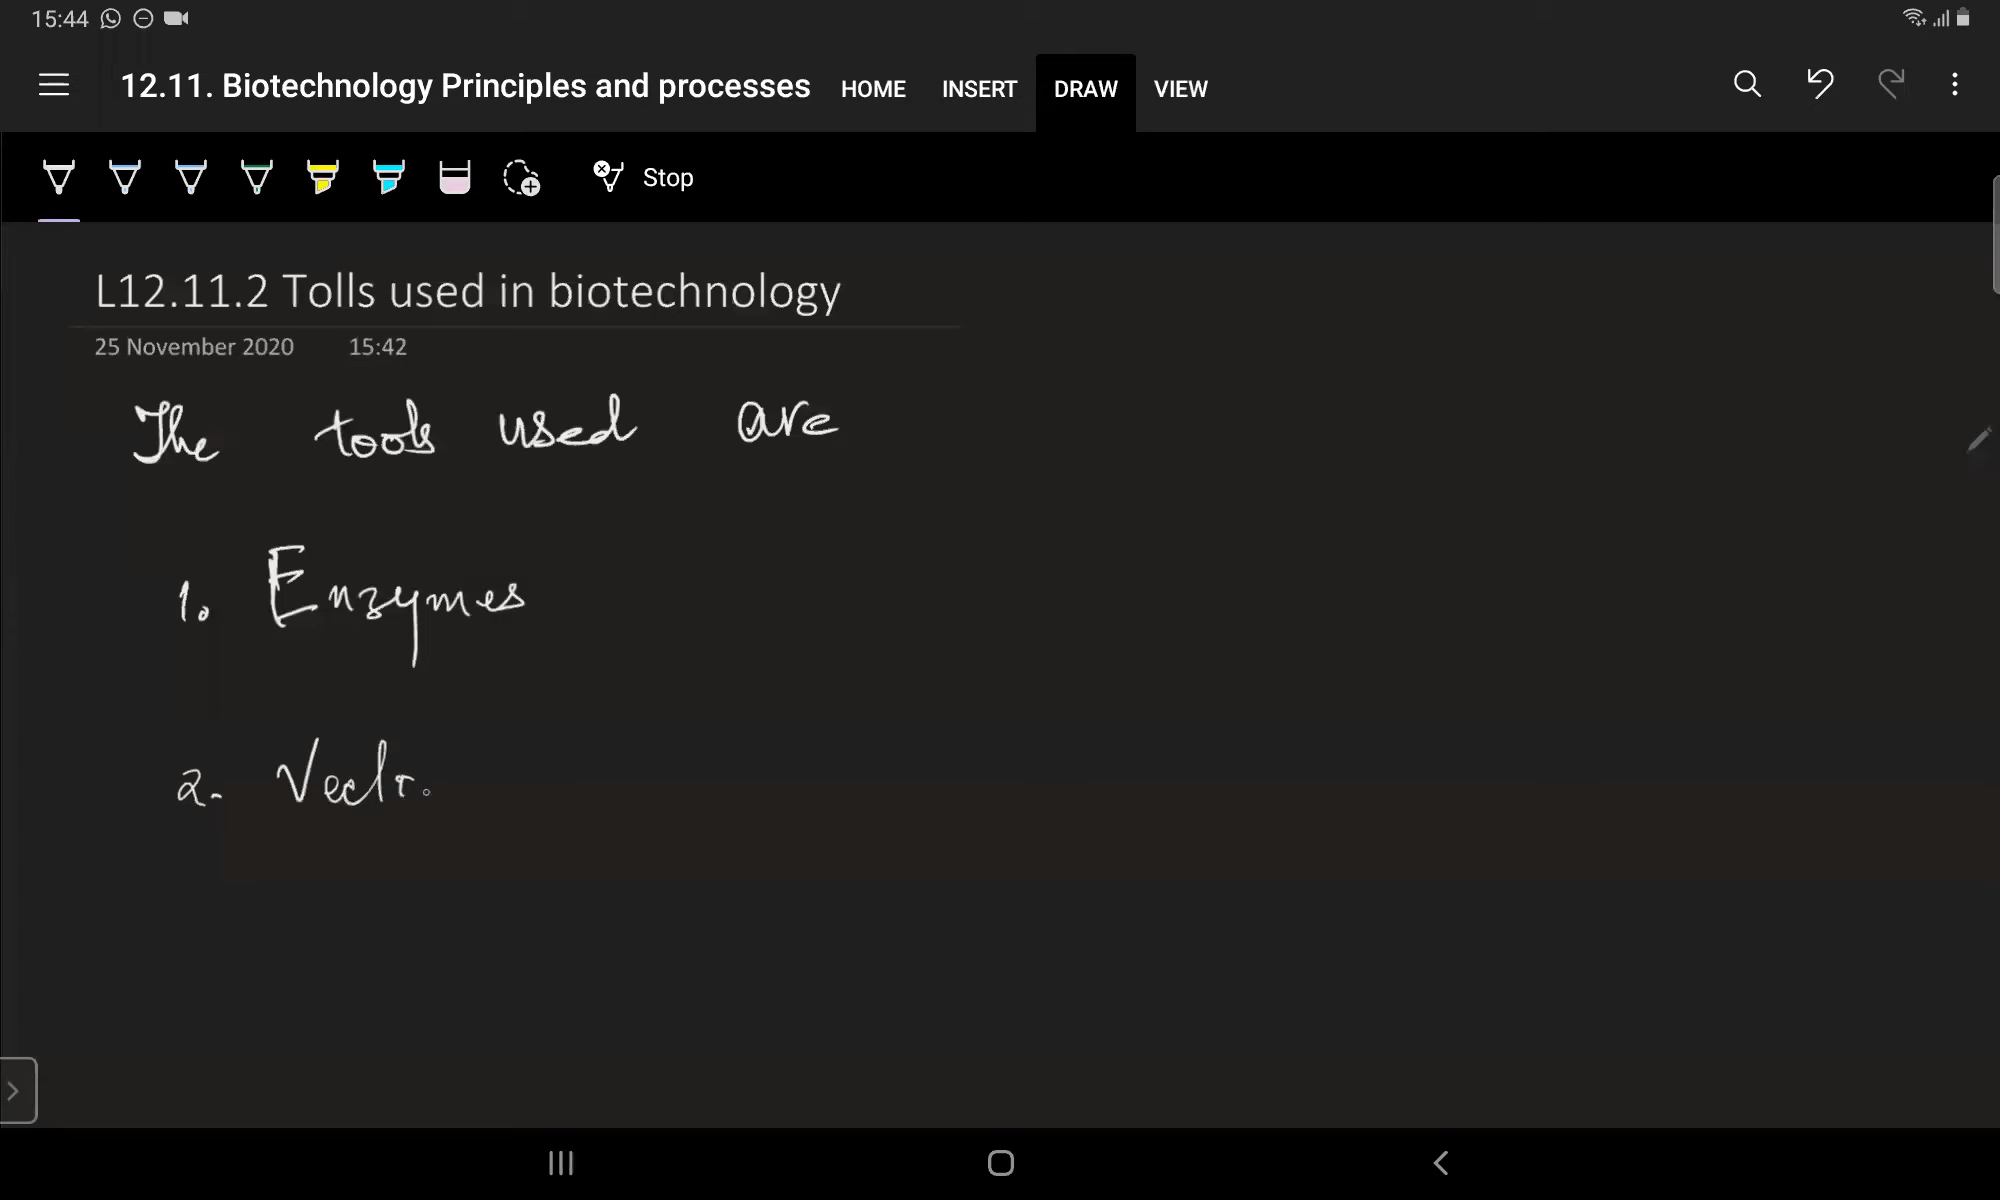 15:44
12.11. Biotechnology Principles and processes HOME INSERT DRAW VIEW
Stop
L12.11.2 Tolls used in biotechnology
25 November 2020 15:42
The tools used are
1. Enzymes
2. Vectr.